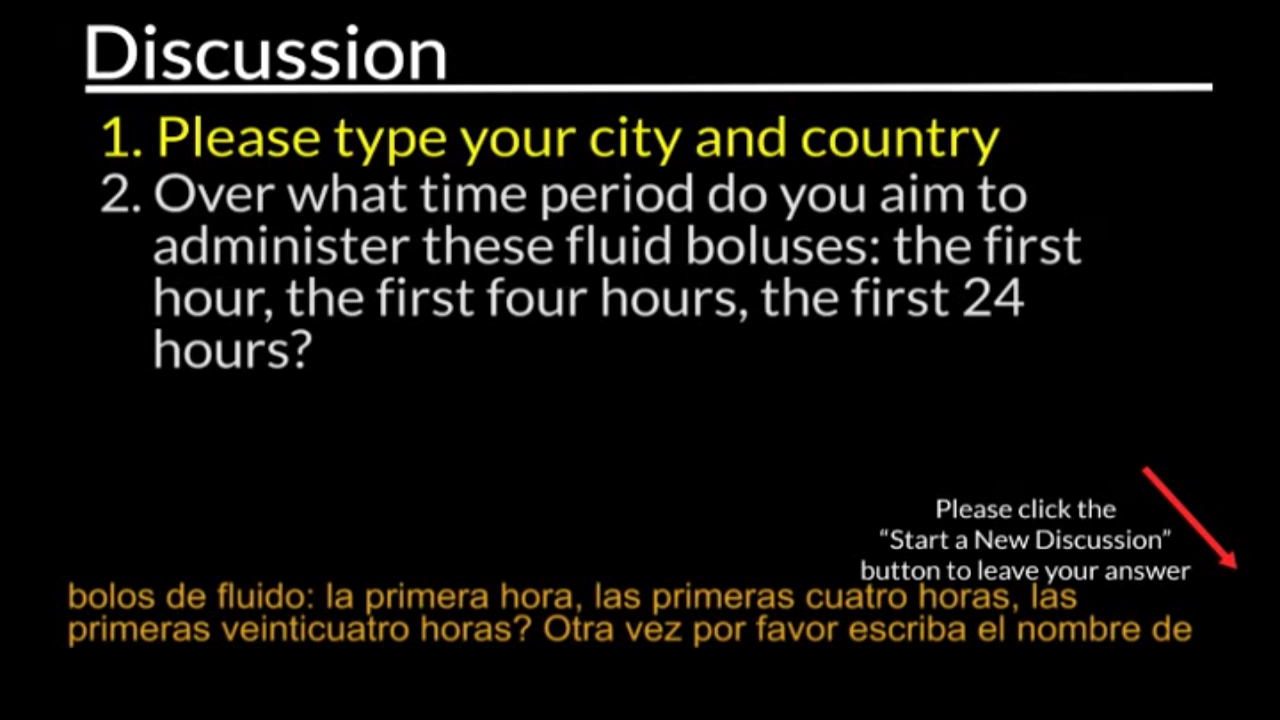 Discussion
1. Please type your city and country
2. Over what time period do you aim to
administer these fluid boluses: the first
hour, the first four hours, the first 24
hours?
Please click the
“Start a New Discussion”
button to leave your answer
bolos de fluido: la primera hora, las primeras cuatro horas, las
primeras veinticuatro horas? Otra vez por favor escriba el nombre de